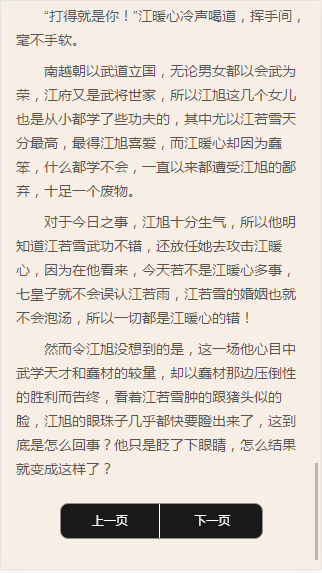 “打得就是你！”江暖心冷声喝道，挥手间，
毫不手软。
南越朝以武道立国，无论男女都以会武为
荣，江府又是武将世家，所以江旭这几个女儿
也是从小都学了些功夫的，其中尤以江若雪天
分最高，最得江旭喜爱，而江暖心却因为蠢
笨，什么都学不会，一直以来都遭受江旭的鄙
弃，十足一个废物。
对于今日之事，江旭十分生气，所以他明
知道江若雪武功不错，还放任她去攻击江暖
心，因为在他看来，今天若不是江暖心多事，
七皇子就不会误认江若雨，江若雪的婚姻也就
不会泡汤，所以一切都是江暖心的错！
然而令江旭没想到的是，这一场他心目中
武学天才和蠢材的较量，却以蠢材那边压倒性
的胜利而告终，看着江若雪肿的跟猪头似的
脸，江旭的眼珠子几乎都快要瞪出来了，这到
底是怎么回事？他只是眨了下眼睛，怎么结果
就变成这样了？
上一页
下一页